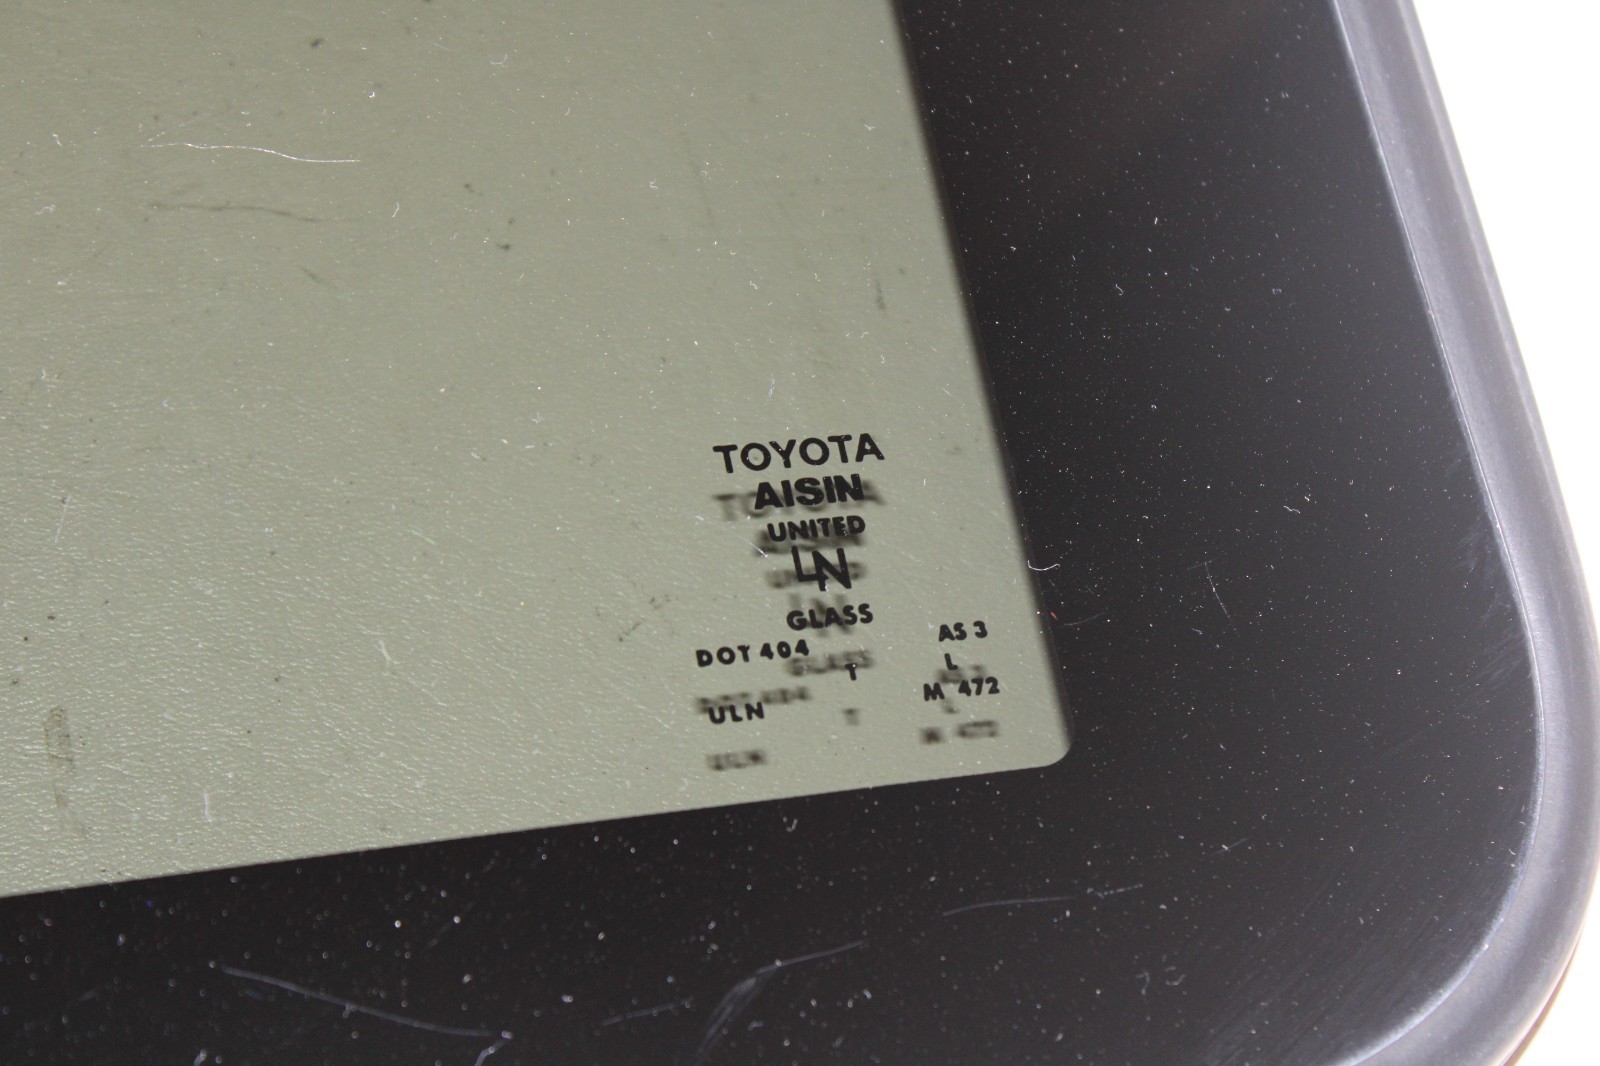 TOYOTA
AISIN
UNITED
LN
GLASS
DOT 404 AS 3
T L
ULN M 472